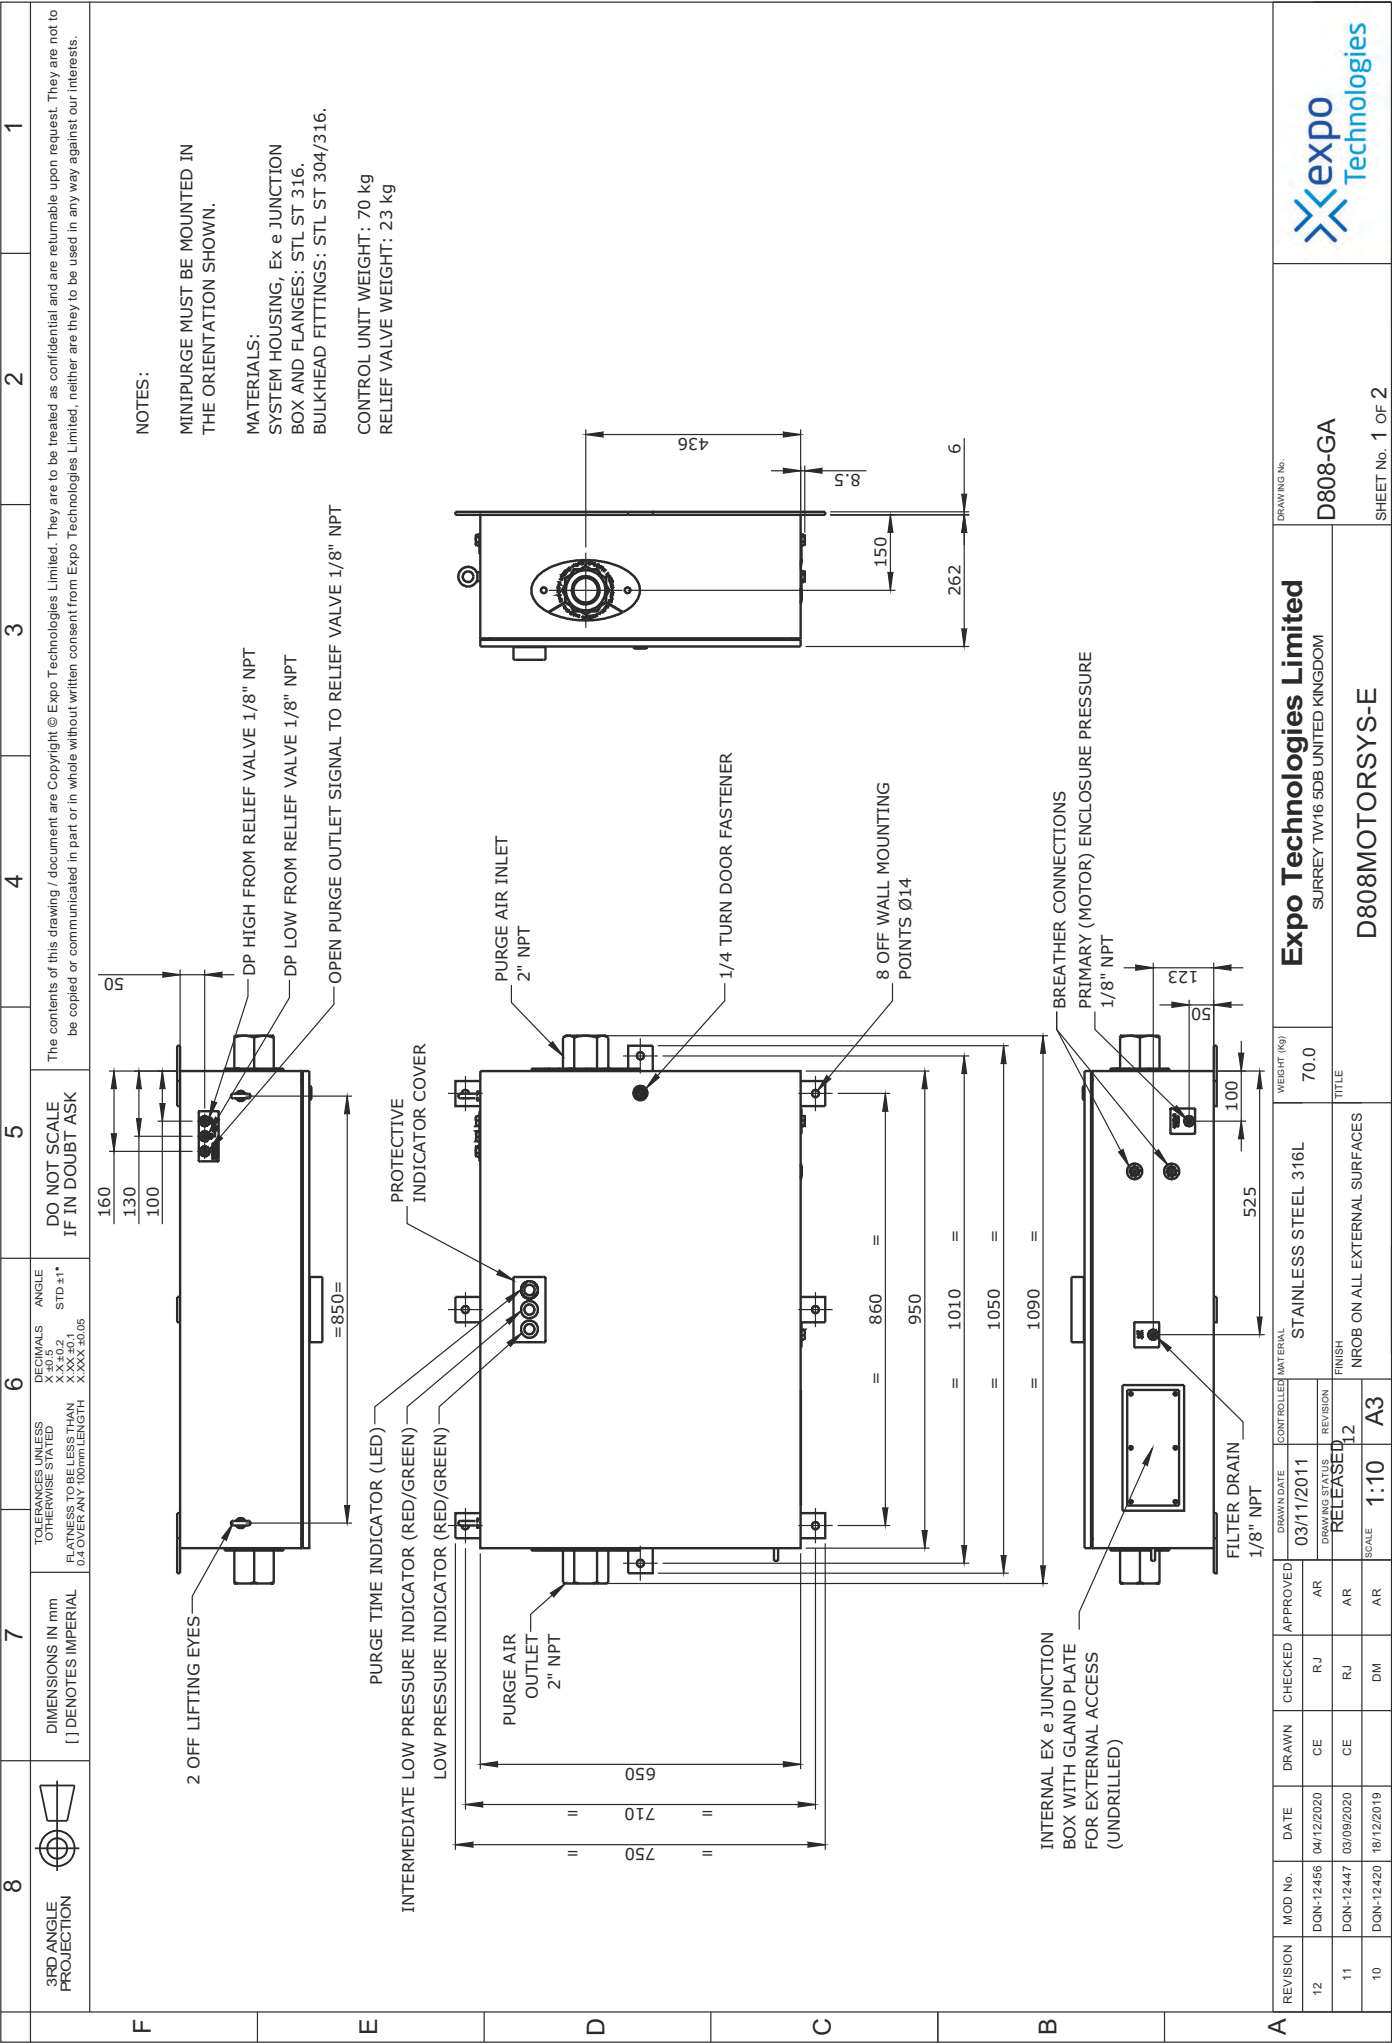 8
7
6
5
4
3
2
1
3RD ANGLE
PROJECTION
DIMENSIONS IN mm
[ ] DENOTES IMPERIAL
TOLERANCES UNLESS
OTHERWISE STATED
FLATNESS TO BE LESS THAN
0.4 OVER ANY 100mm LENGTH
DECIMALS
X ±0.5
X.X ±0.2
X.XX ±0.1
X.XXX ±0.05
ANGLE
STD ±1°
DO NOT SCALE
IF IN DOUBT ASK
The contents of this drawing / document are Copyright © Expo Technologies Limited. They are to be treated as confidential and are returnable upon request. They are not to
be copied or communicated in part or in whole without written consent from Expo Technologies Limited, neither are they to be used in any way against our interests.
F
E
D
C
B
A
160
130
100
50
DP HIGH FROM RELIEF VALVE 1/8" NPT
DP LOW FROM RELIEF VALVE 1/8" NPT
OPEN PURGE OUTLET SIGNAL TO RELIEF VALVE 1/8" NPT
2 OFF LIFTING EYES
=850=
NOTES:
MINIPURGE MUST BE MOUNTED IN
THE ORIENTATION SHOWN.
MATERIALS:
SYSTEM HOUSING, Ex e JUNCTION
BOX AND FLANGES: STL ST 316.
BULKHEAD FITTINGS: STL ST 304/316.
CONTROL UNIT WEIGHT: 70 kg
RELIEF VALVE WEIGHT: 23 kg
PROTECTIVE
INDICATOR COVER
PURGE TIME INDICATOR (LED)
INTERMEDIATE LOW PRESSURE INDICATOR (RED/GREEN)
LOW PRESSURE INDICATOR (RED/GREEN)
PURGE AIR INLET
2" NPT
PURGE AIR
OUTLET
2" NPT
1/4 TURN DOOR FASTENER
8 OFF WALL MOUNTING
POINTS Ø14
650
= 710 =
= 750 =
= 860 =
950
= 1010 =
= 1050 =
= 1090 =
436
8.5
150
262
6
BREATHER CONNECTIONS
PRIMARY (MOTOR) ENCLOSURE PRESSURE
1/8" NPT
123
50
100
525
INTERNAL EX e JUNCTION
BOX WITH GLAND PLATE
FOR EXTERNAL ACCESS
(UNDRILLED)
FILTER DRAIN
1/8" NPT
REVISION
MOD No.
DATE
DRAWN
CHECKED
APPROVED
12
DQN-12456
04/12/2020
CE
RJ
AR
11
DQN-12447
03/09/2020
CE
RJ
AR
10
DQN-12420
18/12/2019
DM
AR
DRAWN DATE
03/11/2011
CONTROLLED
DRAWING STATUS
RELEASED
REVISION
12
SCALE
1:10
A3
MATERIAL
STAINLESS STEEL 316L
FINISH
NROB ON ALL EXTERNAL SURFACES
WEIGHT (Kg)
70.0
Expo Technologies Limited
SURREY TW16 5DB UNITED KINGDOM
TITLE
D808MOTORSYS-E
DRAWING No.
D808-GA
SHEET No. 1 OF 2
expo
Technologies